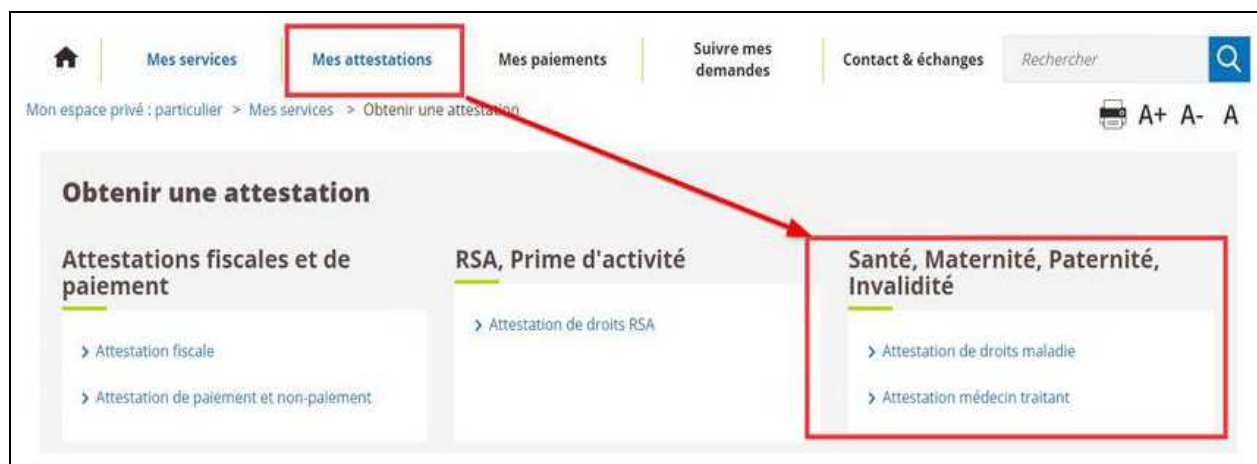 Mes services
Mes attestations
Mes paiements
Suivre mes
demandes
Contact & échanges
Rechercher
Mon espace privé : particulier > Mes services > Obtenir une attestation
A+ A- A
Obtenir une attestation
Attestations fiscales et de
paiement
> Attestation fiscale
> Attestation de paiement et non-paiement
RSA, Prime d'activité
> Attestation de droits RSA
Santé, Maternité, Paternité,
Invalidité
> Attestation de droits maladie
> Attestation médecin traitant